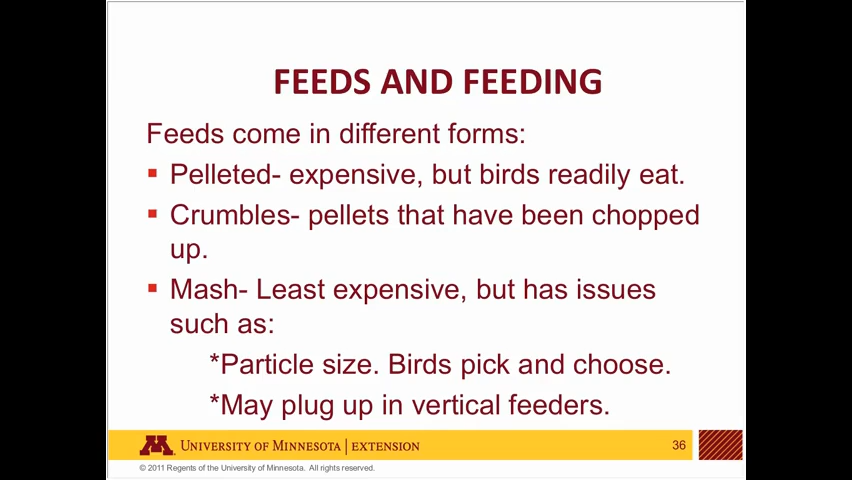 FEEDS AND FEEDING
Feeds come in different forms:
▪ Pelleted- expensive, but birds readily eat.
▪ Crumbles- pellets that have been chopped
up.
▪ Mash- Least expensive, but has issues
such as:
*Particle size. Birds pick and choose.
*May plug up in vertical feeders.
M UNIVERSITY OF MINNESOTA | EXTENSION
36
© 2011 Regents of the University of Minnesota. All rights reserved.